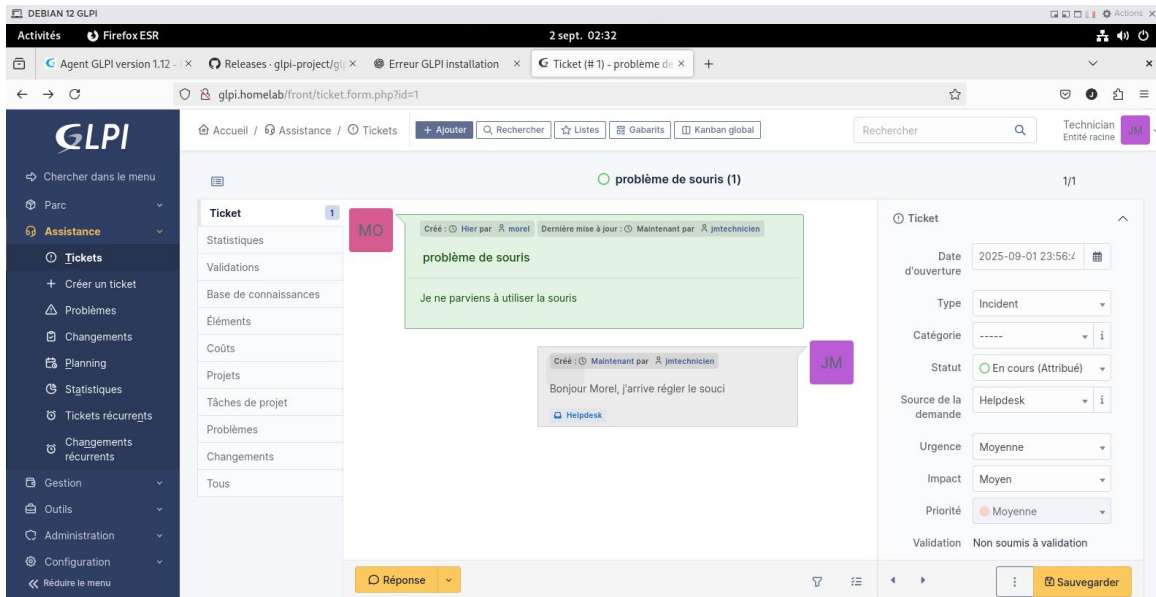 DEBIAN 12 GLPI
Actions
Activités Firefox ESR 2 sept. 02:32
Agent GLPI version 1.12 -
Releases · glpi-project/gl
Erreur GLPI installation
Ticket (# 1) - problème de
glpi.homelab/front/ticket.form.php?id=1
GLPI
Accueil / Assistance / Tickets
+ Ajouter
Rechercher
Listes
Gabarits
Kanban global
Rechercher
Technician
Entité racine
JM
Chercher dans le menu
Parc
Assistance
Tickets
+ Créer un ticket
Problèmes
Changements
Planning
Statistiques
Tickets récurrents
Changements
récurrents
Gestion
Outils
Administration
Configuration
Réduire le menu
problème de souris (1)
1/1
Ticket 1
Statistiques
Validations
Base de connaissances
Éléments
Coûts
Projets
Tâches de projet
Problèmes
Changements
Tous
MO
Créé : Hier par morel Dernière mise à jour : Maintenant par jmtechnicien
problème de souris
Je ne parviens à utiliser la souris
JM
Créé : Maintenant par jmtechnicien
Bonjour Morel, j'arrive régler le souci
Helpdesk
Réponse
Ticket
Date
d'ouverture
2025-09-01 23:56:
Type Incident
Catégorie ----- i
Statut En cours (Attribué)
Source de la
demande
Helpdesk i
Urgence Moyenne
Impact Moyen
Priorité Moyenne
Validation Non soumis à validation
Sauvegarder